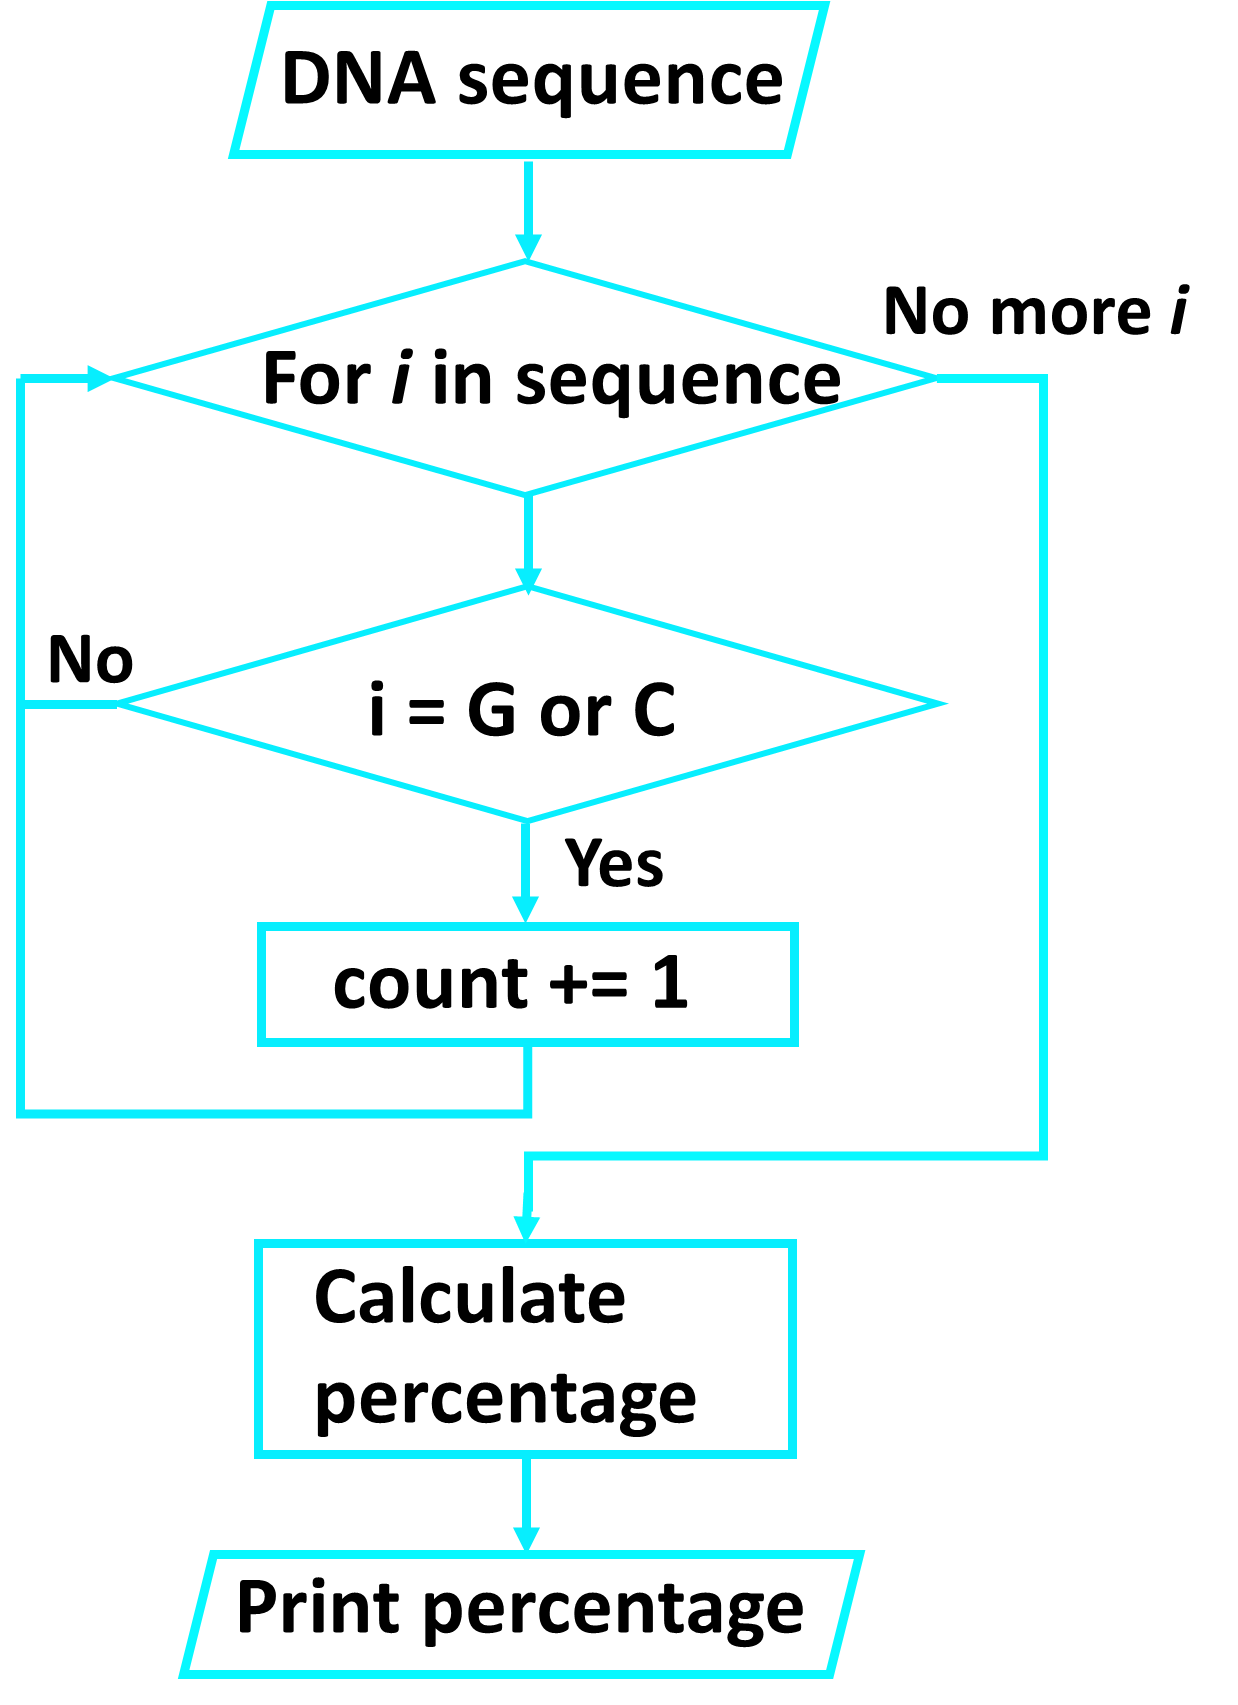 DNA sequence
No more i
For i in sequence
No
i = G or C
Yes
count += 1
Calculate
percentage
Print percentage